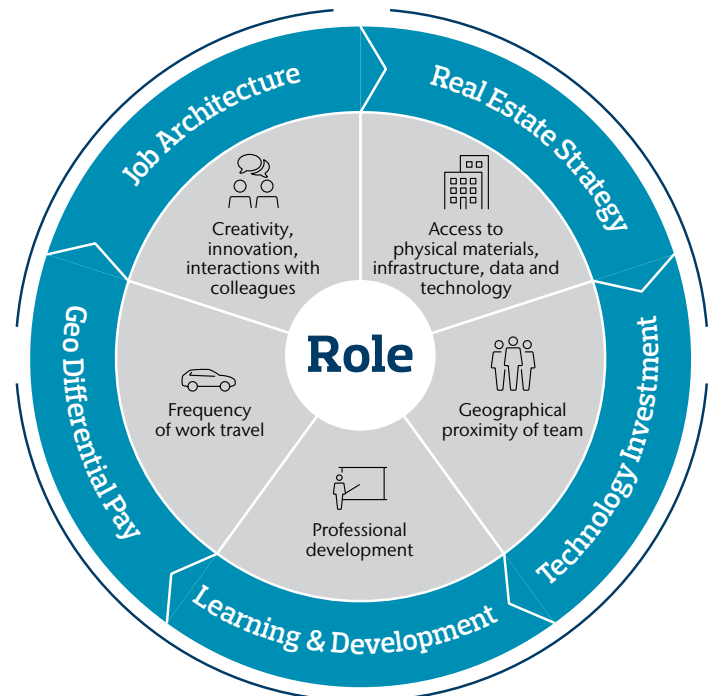 Job Architecture
Real Estate Strategy
Creativity,
innovation,
interactions with
colleagues
Access to
physical materials,
infrastructure, data and
technology
Role
Geo Differential Pay
Technology Investment
Frequency
of work travel
Geographical
proximity of team
Professional
development
Learning & Development